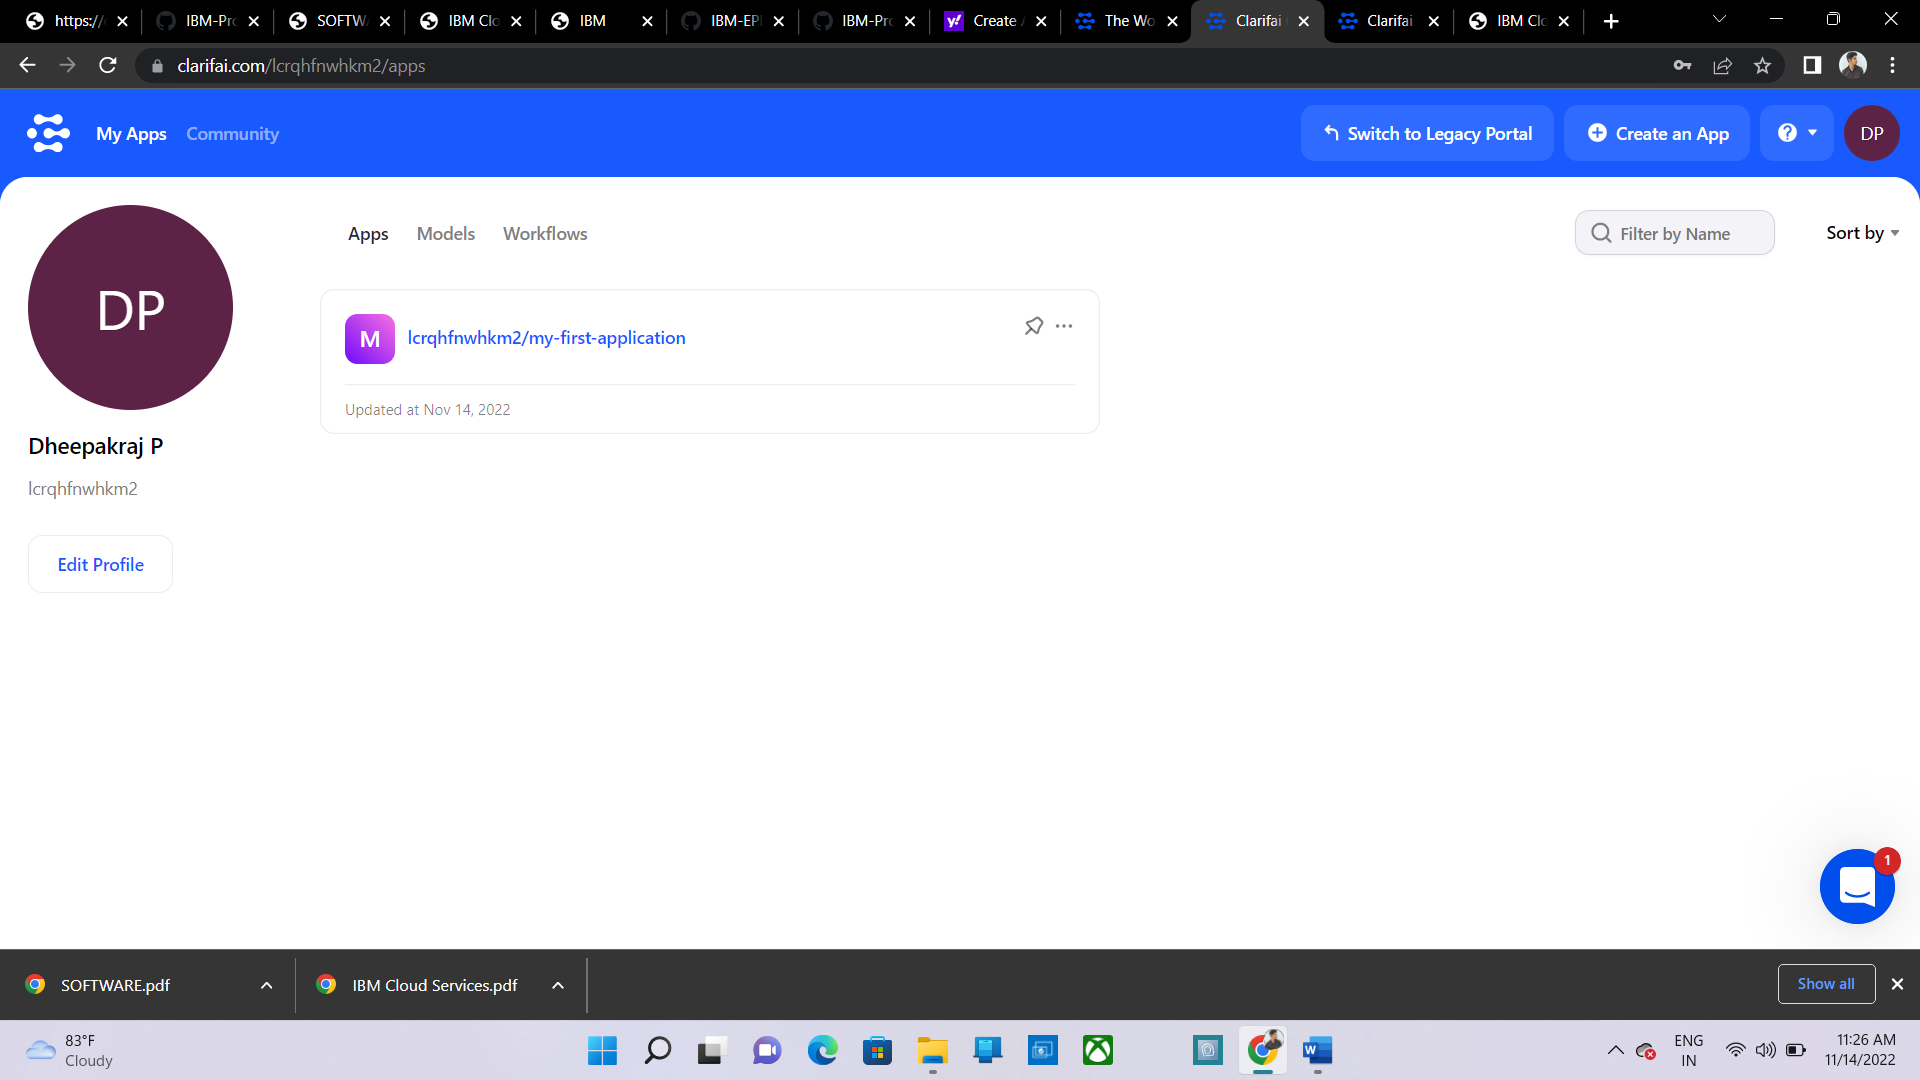 https://
IBM-Pr
SOFTW
IBM Clo
IBM
IBM-EP
IBM-Pr
Create
The Wo
Clarifai
Clarifai
IBM Clo
clarifai.com/lcrqhfnwhkm2/apps
My Apps
Community
Switch to Legacy Portal
Create an App
DP
DP
Apps
Models
Workflows
Filter by Name
Sort by
M
lcrqhfnwhkm2/my-first-application
Updated at Nov 14, 2022
Dheepakraj P
lcrqhfnwhkm2
Edit Profile
1
SOFTWARE.pdf
IBM Cloud Services.pdf
Show all
83°F
Cloudy
ENG
IN
11:26 AM
11/14/2022